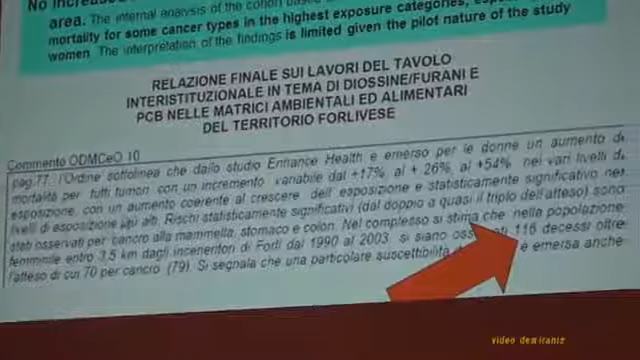 No increased
area. The internal analysis of the cohort based
mortality for some cancer types in the highest exposure categories,
women. The interpretation of the findings is limited given the pilot nature of the study
RELAZIONE FINALE SUI LAVORI DEL TAVOLO
INTERISTITUZIONALE IN TEMA DI DIOSSINE/FURANI E
PCB NELLE MATRICI AMBIENTALI ED ALIMENTARI
DEL TERRITORIO FORLIVESE
Commento ODMCeO 10
pag.77: l'Ordine sottolinea che dallo studio Enhance Health è emerso per le donne un aumento di
mortalità per tutti tumori con un incremento variabile dal +17%, al + 26%, al +54%, nei vari livelli di
esposizione, con un aumento coerente al crescere dell'esposizione e statisticamente significativo nei
livelli di esposizione più alti. Rischi statisticamente significativi (dal doppio a quasi il triplo dell'atteso) sono
stati osservati per cancro alla mammella, stomaco e colon. Nel complesso si stima che nella popolazione
femminile entro 3,5 km dagli inceneritori di Forlì dal 1990 al 2003 si siano 116 decessi oltre
l'atteso di cui 70 per cancro (79). Si segnala che una particolare suscettibilità è emersa anche
video demiranis